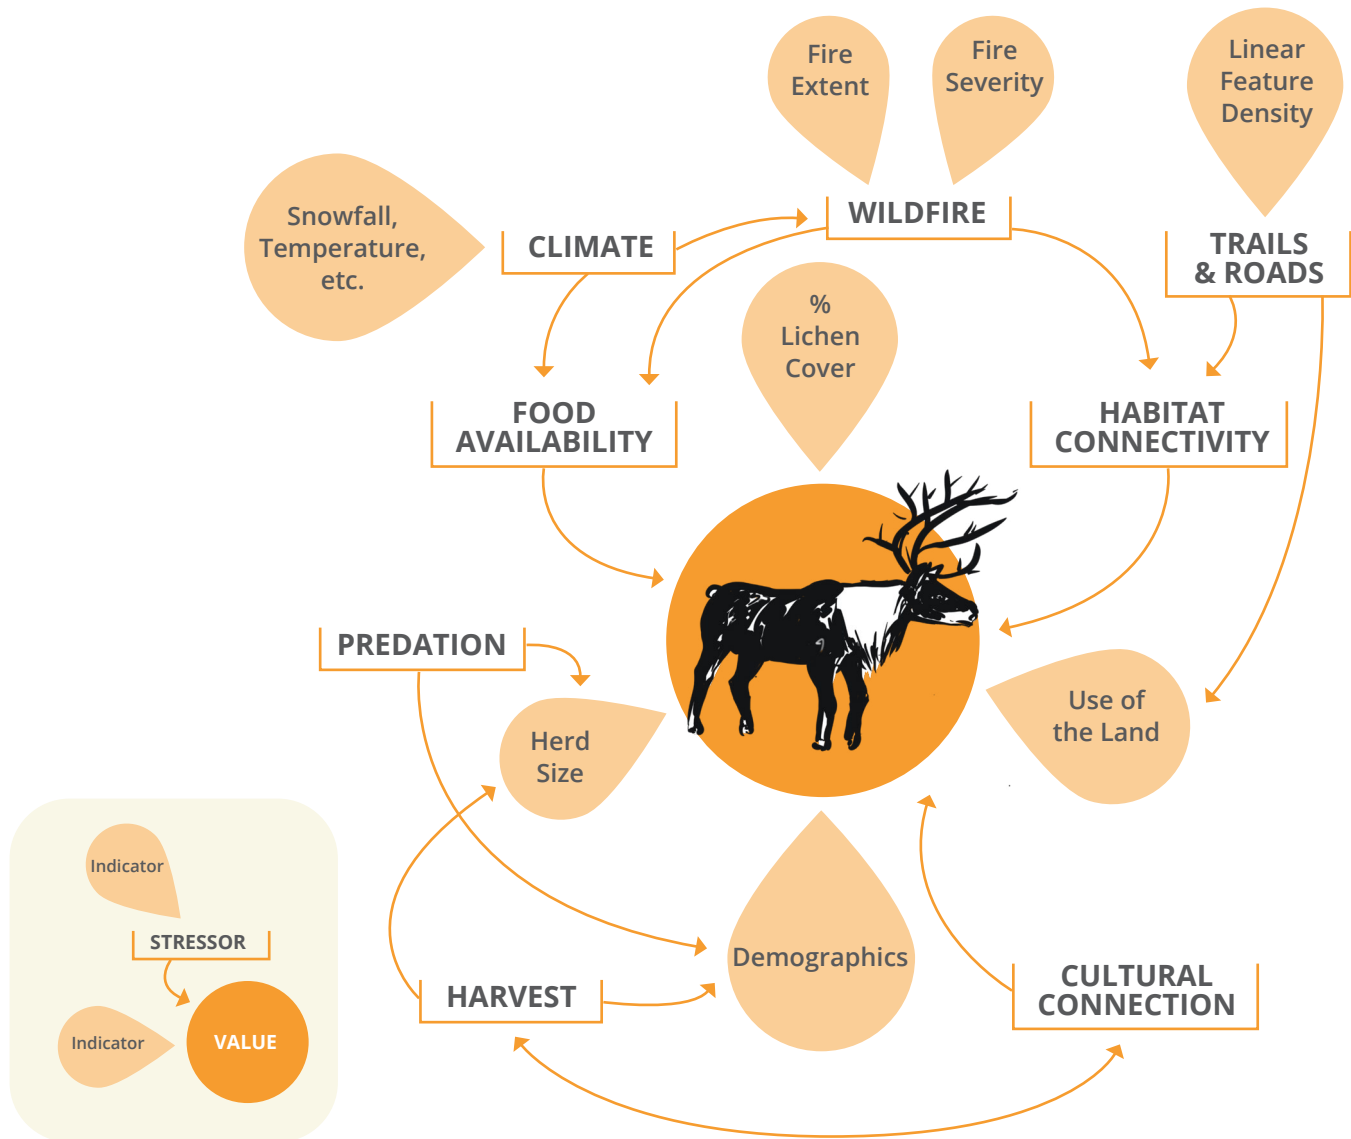 Fire
Extent
Fire
Severity
Linear
Feature
Density
Snowfall,
Temperature,
etc.
CLIMATE
WILDFIRE
TRAILS
& ROADS
%
Lichen
Cover
FOOD
AVAILABILITY
HABITAT
CONNECTIVITY
PREDATION
Herd
Size
Use of
the Land
Demographics
HARVEST
CULTURAL
CONNECTION
Indicator
STRESSOR
Indicator
VALUE